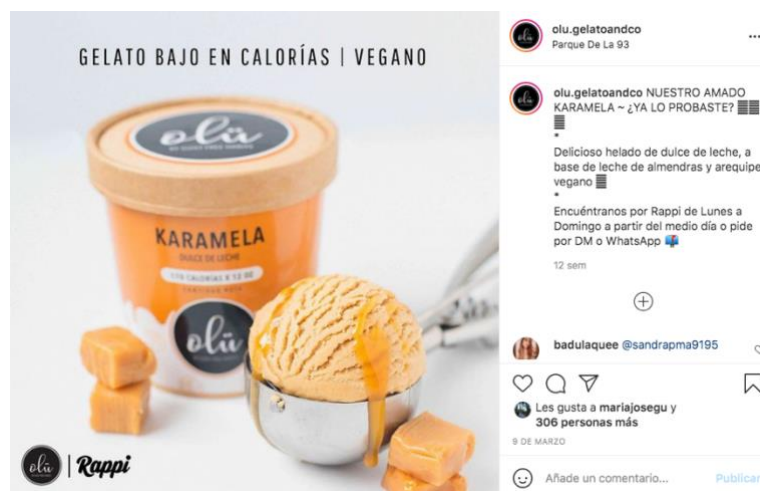 GELATO BAJO EN CALORÍAS | VEGANO
olü
KARAMELA
DULCE DE LECHE
olü
olü | Rappi
olu.gelatoandco
Parque De La 93
olu.gelatoandco NUESTRO AMADO
KARAMELA ~ ¿YA LO PROBASTE?
Delicioso helado de dulce de leche, a
base de leche de almendras y arequipe
vegano
Encuéntranos por Rappi de Lunes a
Domingo a partir del medio día o pide
por DM o WhatsApp
12 sem
badulaquee @sandrapma9195
Les gusta a mariajosegu y
306 personas más
9 DE MARZO
Añade un comentario...
Publicar